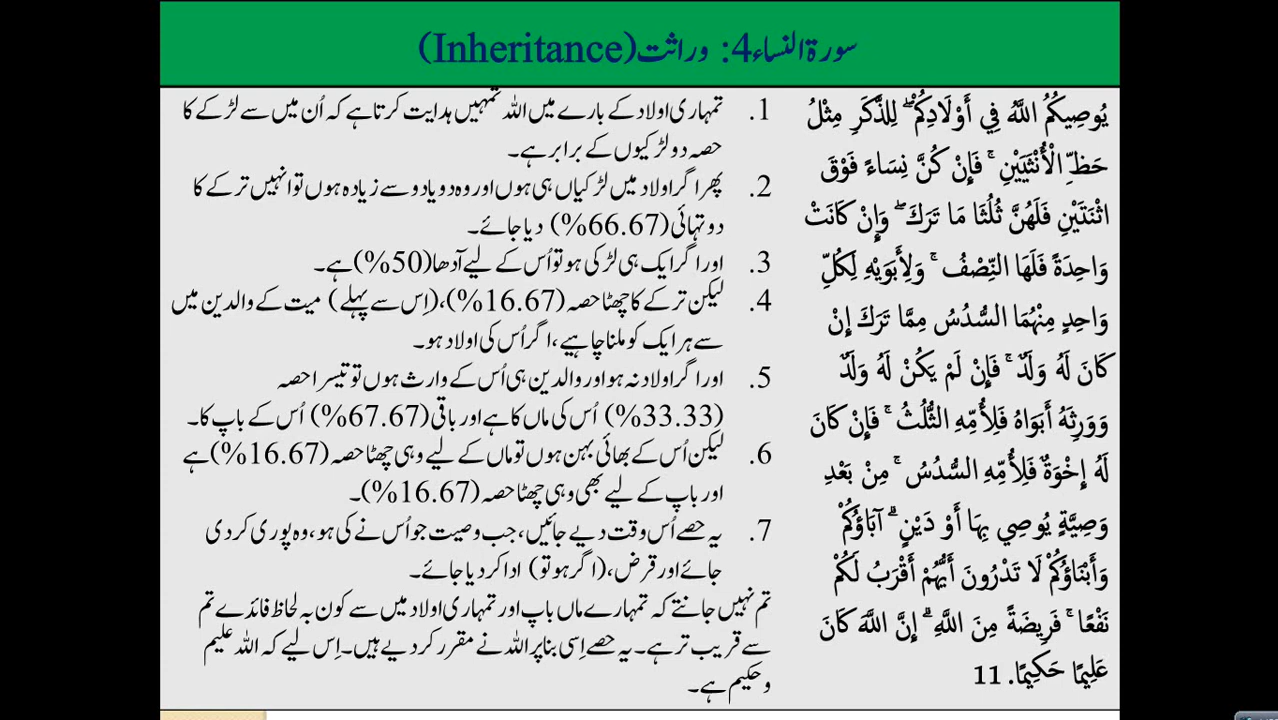 سورۃ النساء4: وراثت(Inheritance)
يُوصِيكُمُ اللَّهُ فِي أَوْلَادِكُمْ ۖ لِلذَّكَرِ مِثْلُ
حَظِّ الْأُنْثَيَيْنِ ۚ فَإِنْ كُنَّ نِسَاءً فَوْقَ
اثْنَتَيْنِ فَلَهُنَّ ثُلُثَا مَا تَرَكَ ۖ وَإِنْ كَانَتْ
وَاحِدَةً فَلَهَا النِّصْفُ ۚ وَلِأَبَوَيْهِ لِكُلِّ
وَاحِدٍ مِنْهُمَا السُّدُسُ مِمَّا تَرَكَ إِنْ
كَانَ لَهُ وَلَدٌ ۚ فَإِنْ لَمْ يَكُنْ لَهُ وَلَدٌ
وَوَرِثَهُ أَبَوَاهُ فَلِأُمِّهِ الثُّلُثُ ۚ فَإِنْ كَانَ
لَهُ إِخْوَةٌ فَلِأُمِّهِ السُّدُسُ ۚ مِنْ بَعْدِ
وَصِيَّةٍ يُوصِي بِهَا أَوْ دَيْنٍ ۗ آبَاؤُكُمْ
وَأَبْنَاؤُكُمْ لَا تَدْرُونَ أَيُّهُمْ أَقْرَبُ لَكُمْ
نَفْعًا ۚ فَرِيضَةً مِنَ اللَّهِ ۗ إِنَّ اللَّهَ كَانَ
عَلِيمًا حَكِيمًا. 11
1. تمہاری اولاد کے بارے میں اللہ تمہیں ہدایت کرتا ہے کہ اُن میں سے لڑکے کا
حصہ دو لڑکیوں کے برابر ہے۔
2. پھر اگر اولاد میں لڑکیاں ہی ہوں اور وہ دو یا دو سے زیادہ ہوں تو انہیں ترکے کا
دو تہائی (66.67%) دیا جائے۔
3. اور اگر ایک ہی لڑکی ہو تو اُس کے لیے آدھا (50%) ہے۔
4. لیکن ترکے کا چھٹا حصہ (16.67%)، (اِس سے پہلے) میت کے والدین میں
سے ہر ایک کو ملنا چاہیے، اگر اُس کی اولاد ہو۔
5. اور اگر اولاد نہ ہو اور والدین ہی اُس کے وارث ہوں تو تیسرا حصہ
(33.33%) اُس کی ماں کا ہے اور باقی (67.67%) اُس کے باپ کا۔
6. لیکن اُس کے بھائی بہن ہوں تو ماں کے لیے وہی چھٹا حصہ (16.67%) ہے
اور باپ کے لیے بھی وہی چھٹا حصہ (16.67%)۔
7. یہ حصے اُس وقت دیے جائیں، جب وصیت جو اُس نے کی ہو، وہ پوری کر دی
جائے اور قرض، (اگر ہو تو) ادا کر دیا جائے۔
تم نہیں جانتے کہ تمہارے ماں باپ اور تمہاری اولاد میں سے کون بہ لحاظ فائدے تم
سے قریب تر ہے۔ یہ حصے اِسی بنا پر اللہ نے مقرر کر دیے ہیں۔ اِس لیے کہ اللہ علیم
و حکیم ہے۔